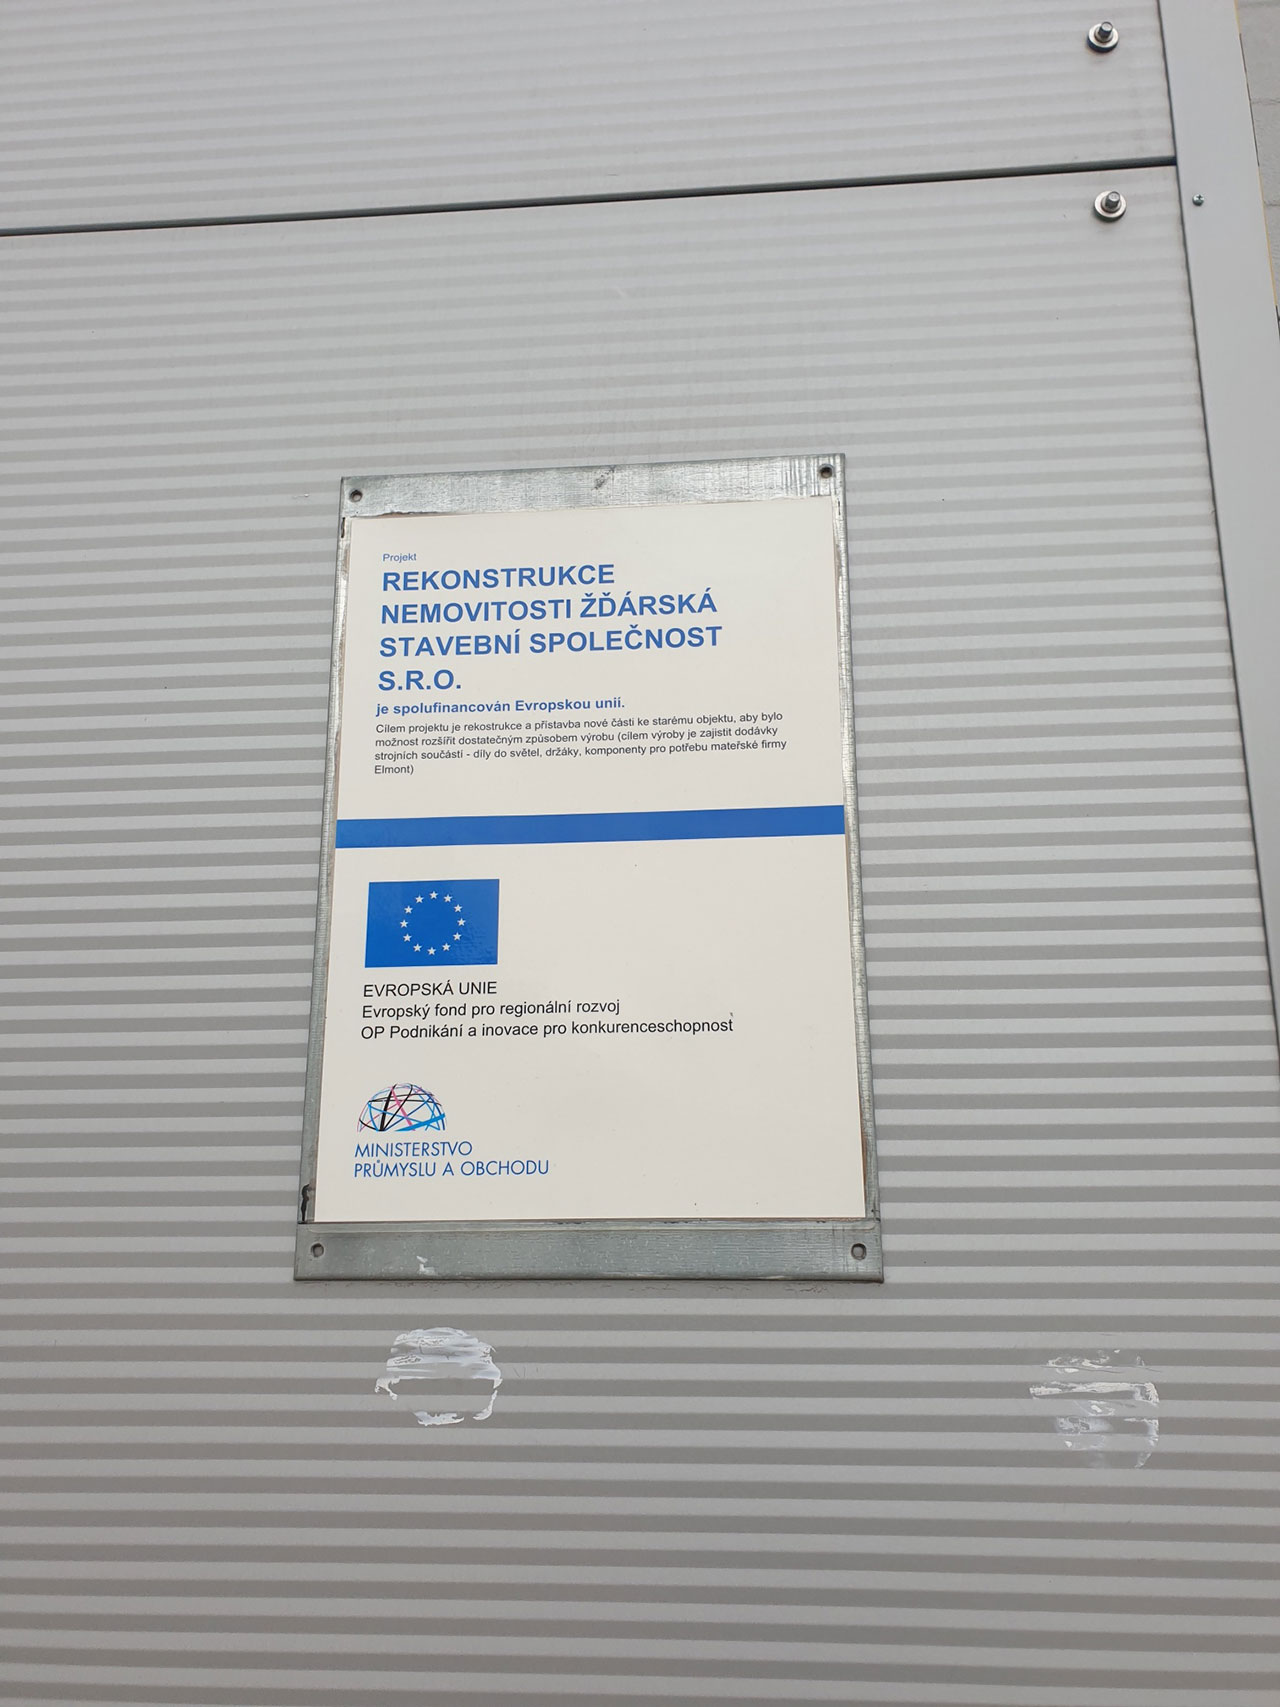 Projekt
REKONSTRUKCE
NEMOVITOSTI ŽĎÁRSKÁ
STAVEBNÍ SPOLEČNOST
S.R.O.
je spolufinancován Evropskou unií.
Cílem projektu je rekostrukce a přístavba nové části ke starému objektu, aby bylo
možnost rozšířit dostatečným způsobem výrobu (cílem výroby je zajistit dodávky
strojních součástí - díly do světel, držáky, komponenty pro potřebu mateřské firmy
Elmont)
EVROPSKÁ UNIE
Evropský fond pro regionální rozvoj
OP Podnikání a inovace pro konkurenceschopnost
MINISTERSTVO
PRŮMYSLU A OBCHODU